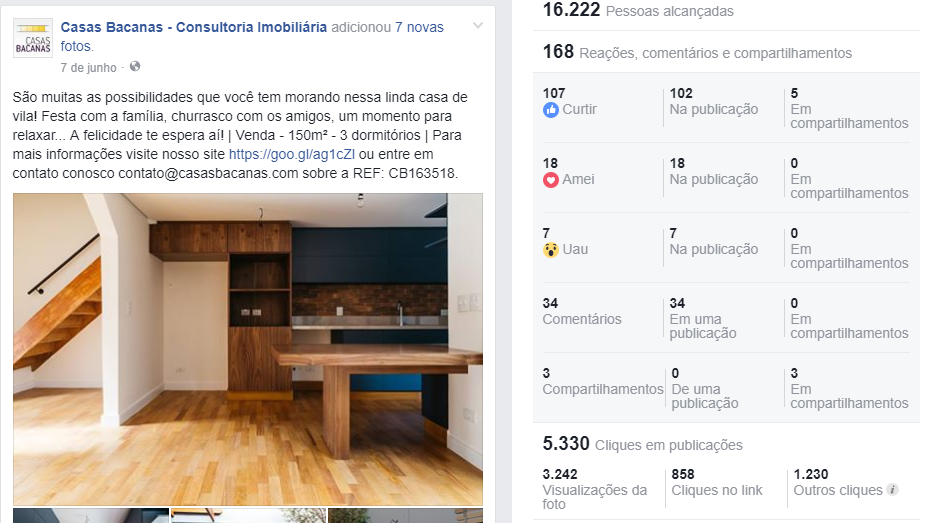 CASAS
BACANAS
Casas Bacanas - Consultoria Imobiliária adicionou 7 novas
fotos.
7 de junho ·
São muitas as possibilidades que você tem morando nessa linda casa de
vila! Festa com a família, churrasco com os amigos, um momento para
relaxar... A felicidade te espera aí! | Venda - 150m² - 3 dormitórios | Para
mais informações visite nosso site https://goo.gl/ag1cZl ou entre em
contato conosco contato@casasbacanas.com sobre a REF: CB163518.
16.222 Pessoas alcançadas
168 Reações, comentários e compartilhamentos
107
Curtir
102
Na publicação
5
Em
compartilhamentos
18
Amei
18
Na publicação
0
Em
compartilhamentos
7
Uau
7
Na publicação
0
Em
compartilhamentos
34
Comentários
34
Em uma
publicação
0
Em
compartilhamentos
3
Compartilhamentos
0
De uma
publicação
3
Em
compartilhamentos
5.330 Cliques em publicações
3.242
Visualizações da
foto
858
Cliques no link
1.230
Outros cliques i